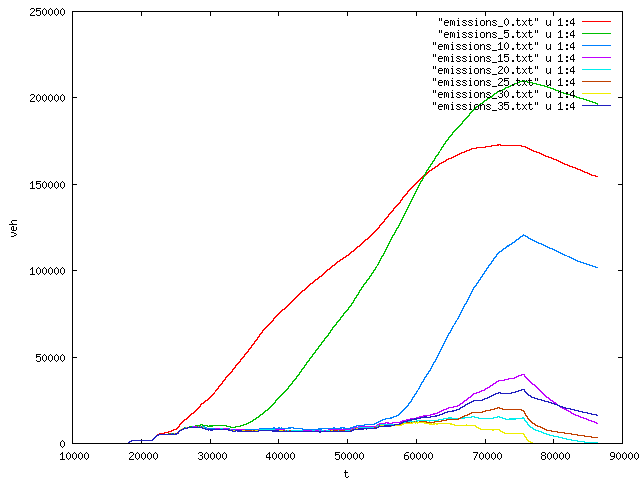 250000
200000
150000
100000
50000
0
veh
"emissions_0.txt" u 1:4
"emissions_5.txt" u 1:4
"emissions_10.txt" u 1:4
"emissions_15.txt" u 1:4
"emissions_20.txt" u 1:4
"emissions_25.txt" u 1:4
"emissions_30.txt" u 1:4
"emissions_35.txt" u 1:4
10000 20000 30000 40000 50000 60000 70000 80000 90000
t